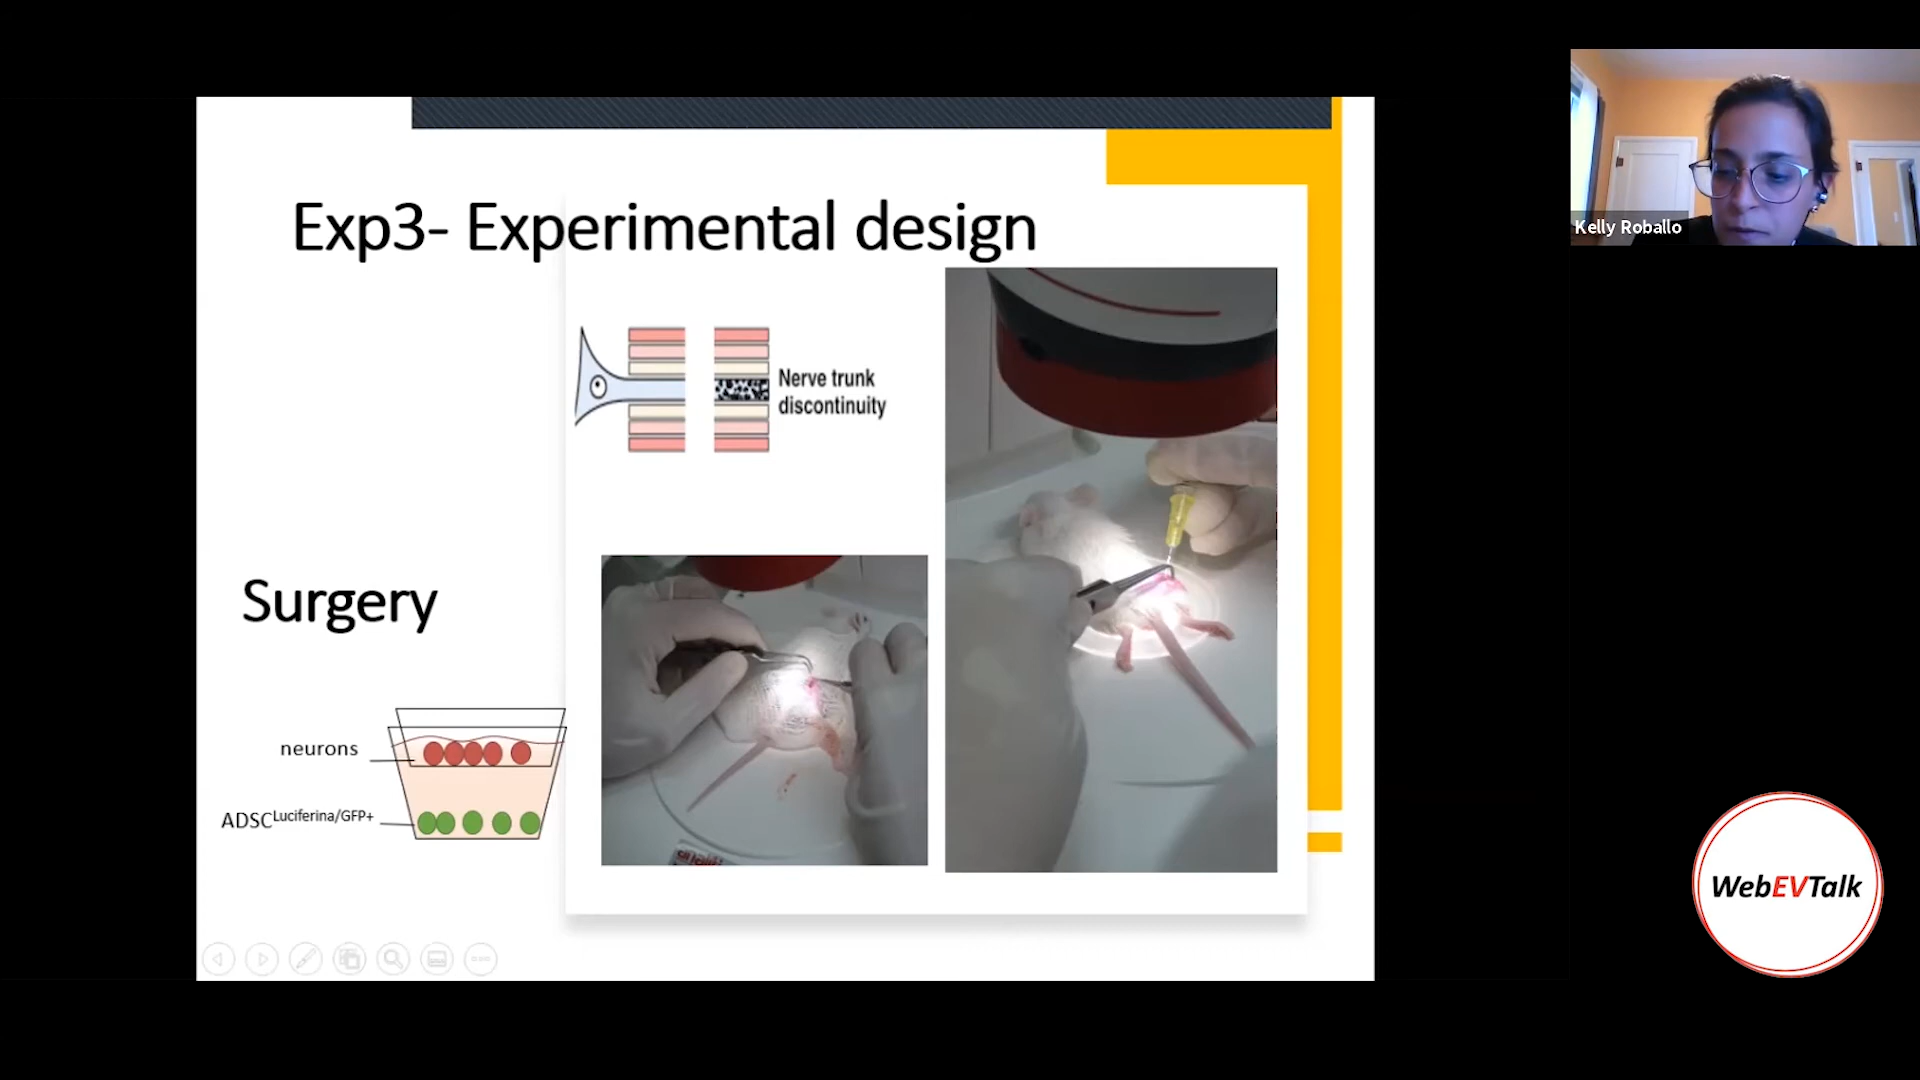 Exp3- Experimental design
Nerve trunk
discontinuity
Surgery
neurons
ADSC Luciferina/GFP+
Kelly Roballo
WebEVTalk